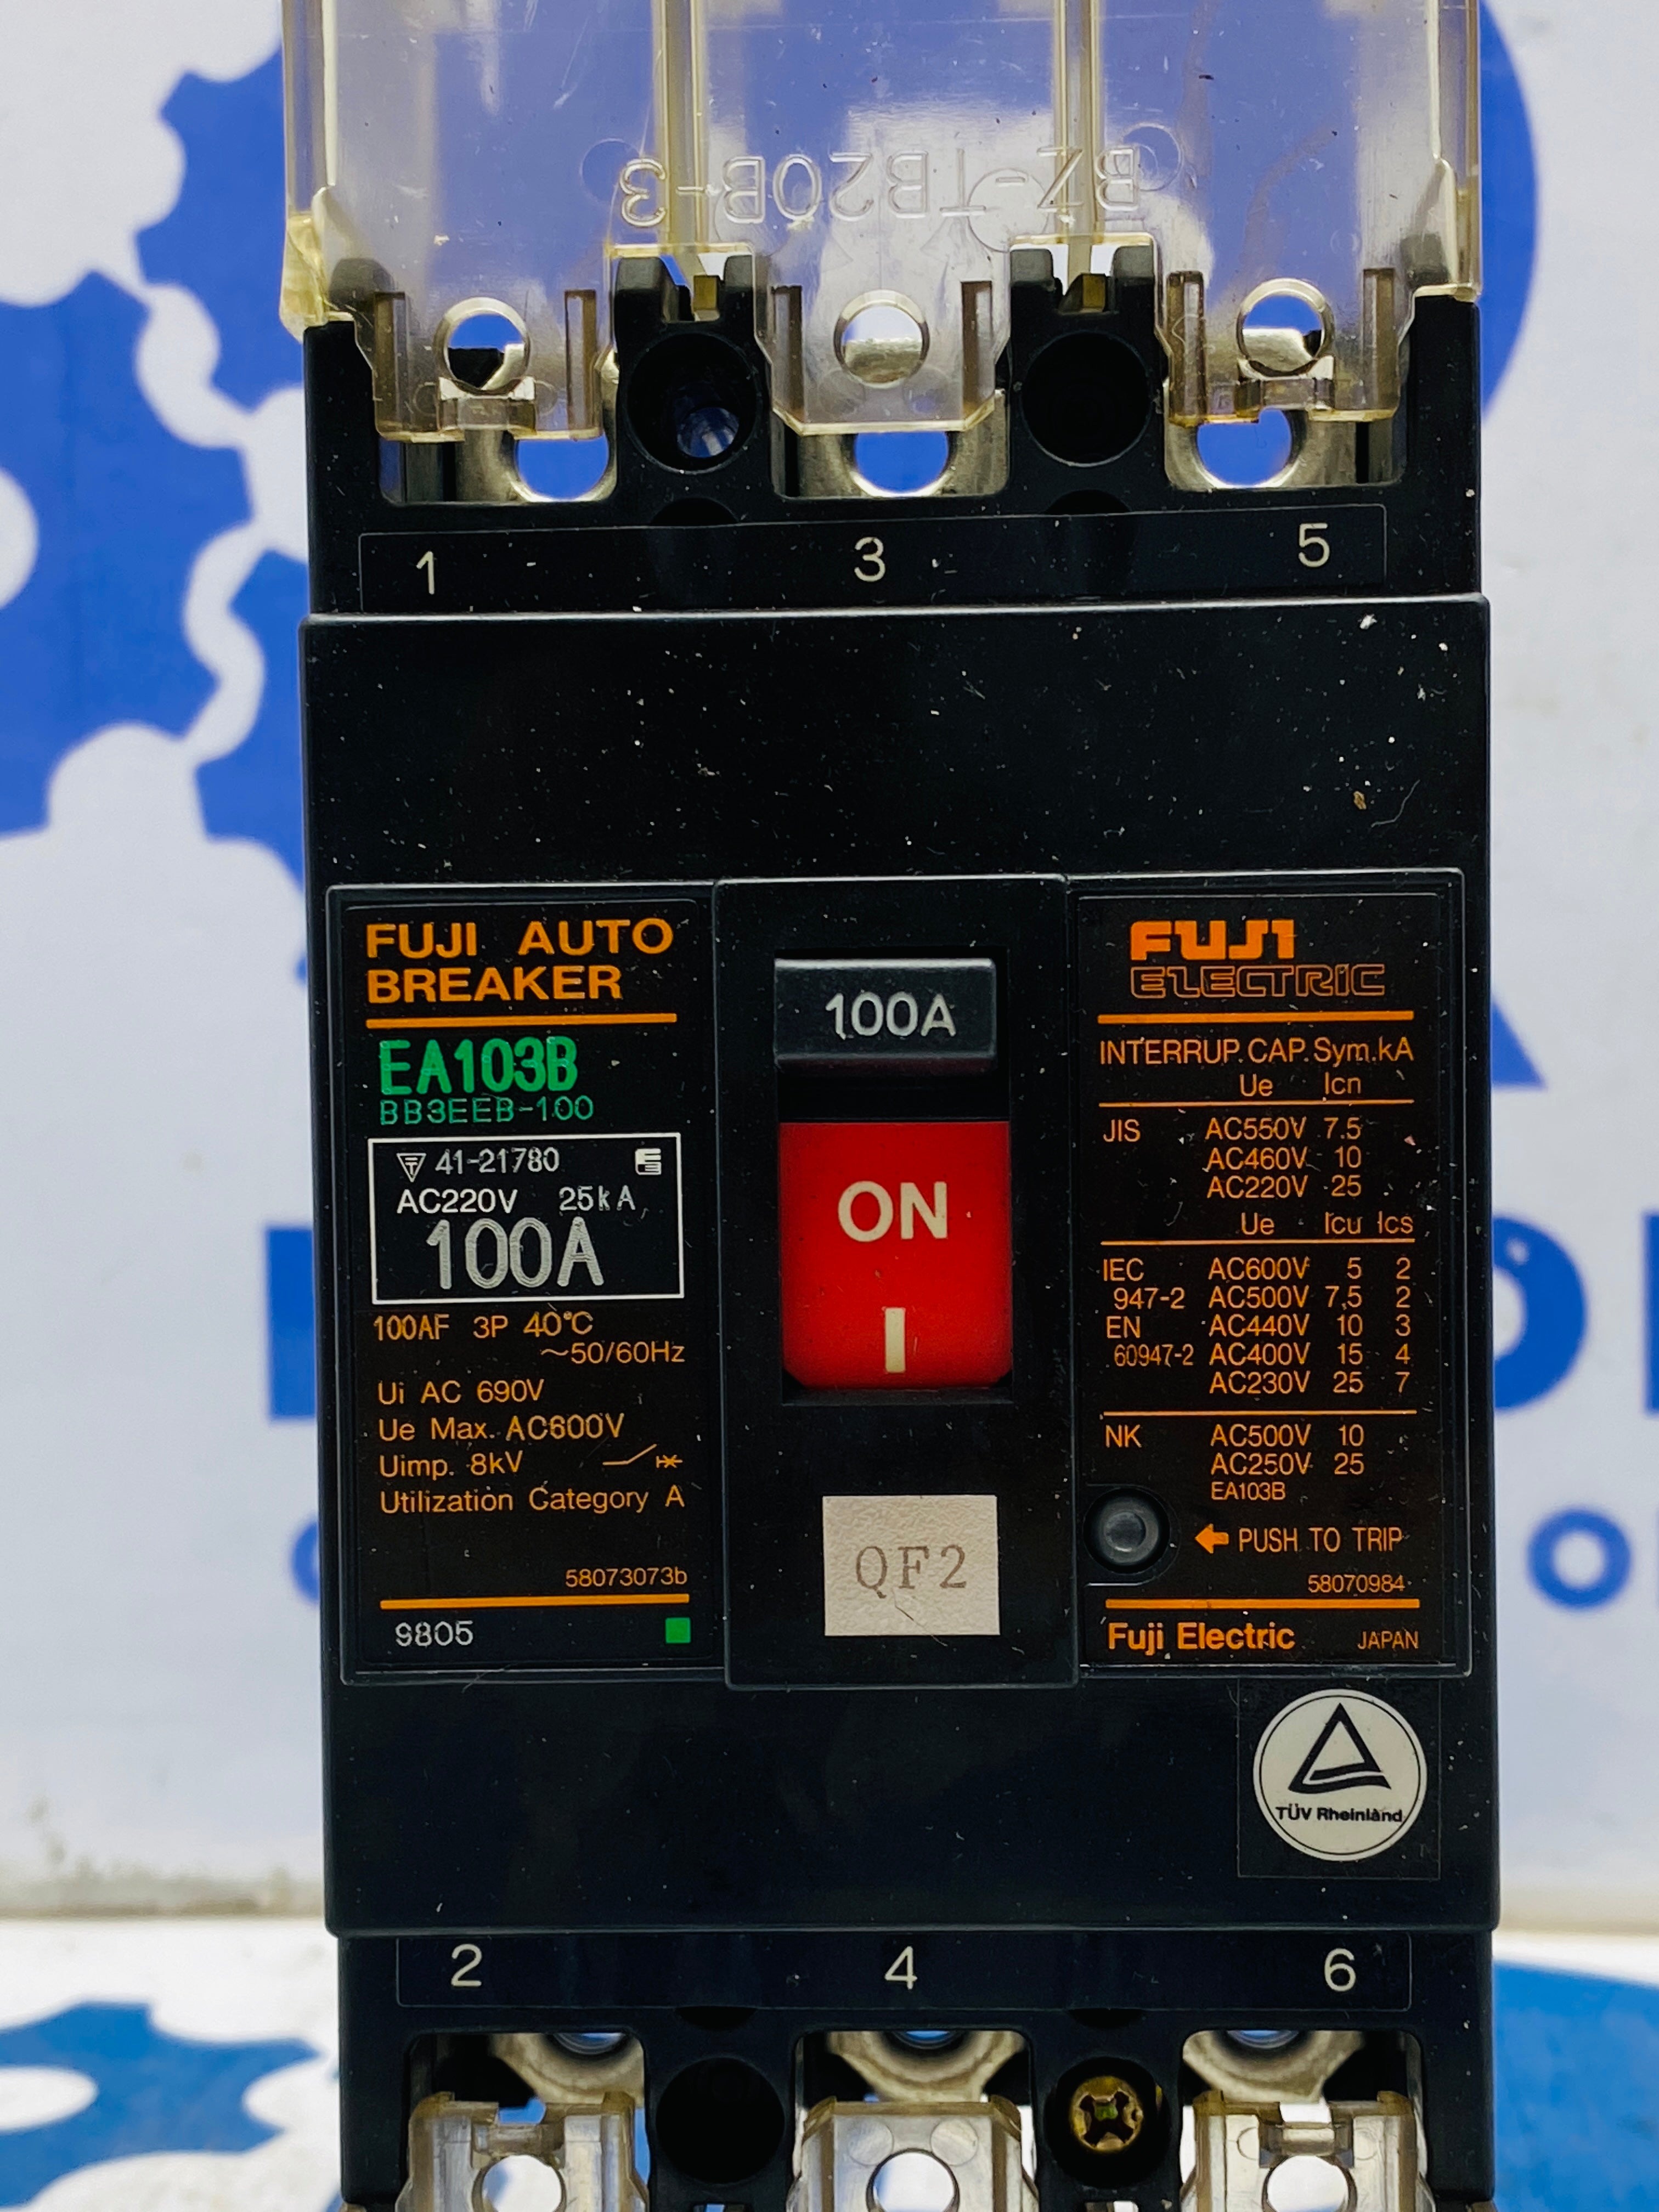 BZ-TB20B-3
1 3 5
FUJI AUTO
BREAKER
EA103B
BB3EEB-100
41-21780
AC220V 25kA
100A
100AF 3P 40°C
~50/60Hz
Ui AC 690V
Ue Max. AC600V
Uimp. 8kV
Utilization Category A
58073073b
9805
100A
ON
I
QF2
FUJI
ELECTRIC
INTERRUP.CAP.Sym.kA
Ue Icn
JIS AC550V 7.5
AC460V 10
AC220V 25
Ue Icu Ics
IEC AC600V 5 2
947-2 AC500V 7.5 2
EN AC440V 10 3
60947-2 AC400V 15 4
AC230V 25 7
NK AC500V 10
AC250V 25
EA103B
PUSH TO TRIP
58070984
Fuji Electric JAPAN
TÜV Rheinland
2 4 6